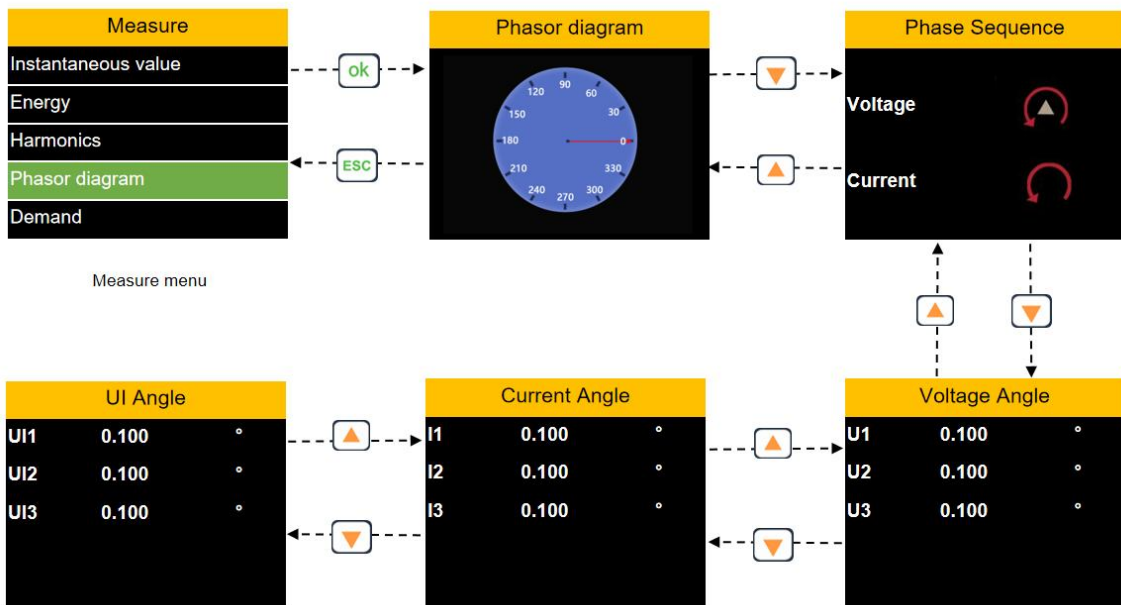 Measure
Instantaneous value
Energy
Harmonics
Phasor diagram
Demand
Measure menu
ok
ESC
Phasor diagram
90
120 60
150 30
180 0
210 330
240 300
270
Phase Sequence
Voltage
Current
UI Angle
UI1 0.100 °
UI2 0.100 °
UI3 0.100 °
Current Angle
I1 0.100 °
I2 0.100 °
I3 0.100 °
Voltage Angle
U1 0.100 °
U2 0.100 °
U3 0.100 °